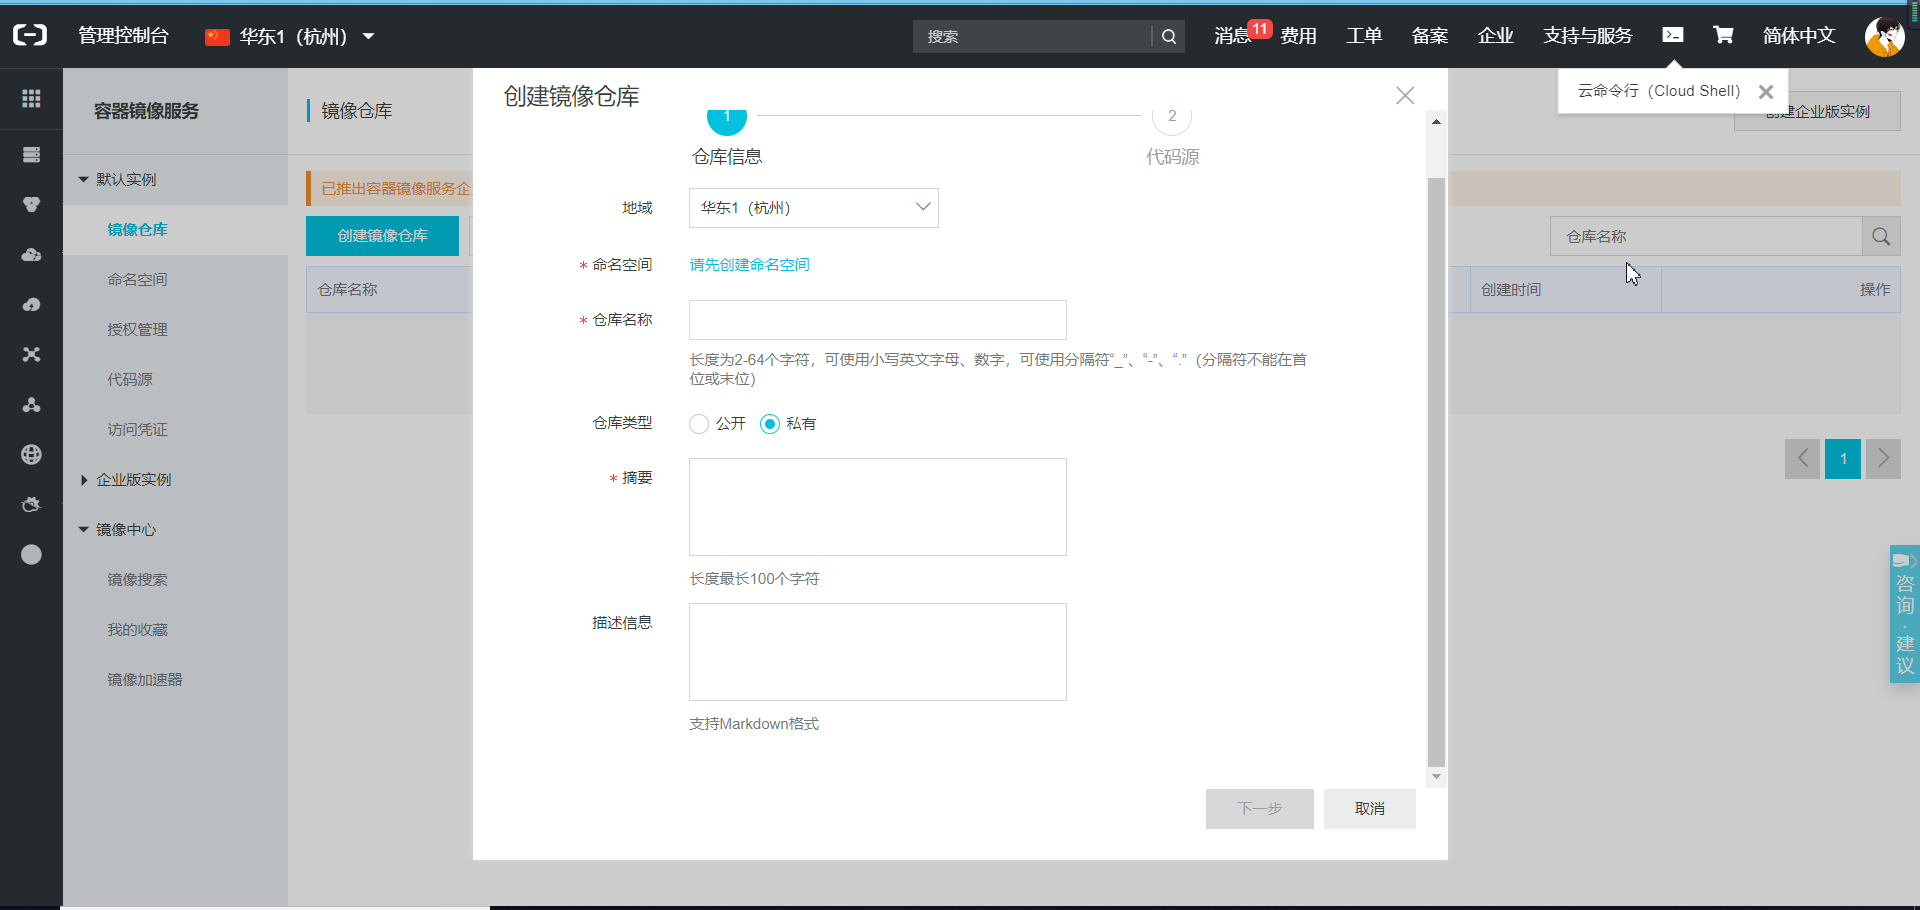 管理控制台
华东1（杭州）
搜索
消息
11
费用
工单
备案
企业
支持与服务
简体中文
云命令行（Cloud Shell）
容器镜像服务
默认实例
镜像仓库
命名空间
授权管理
代码源
访问凭证
企业版实例
镜像中心
镜像搜索
我的收藏
镜像加速器
镜像仓库
创建企业版实例
已推出容器镜像服务企
创建镜像仓库
仓库名称
仓库名称
创建时间
操作
1
创建镜像仓库
1
2
仓库信息
代码源
地域
华东1（杭州）
* 命名空间
请先创建命名空间
* 仓库名称
长度为2-64个字符，可使用小写英文字母、数字，可使用分隔符“_”、“-”、“.”（分隔符不能在首
位或末位）
仓库类型
公开
私有
* 摘要
长度最长100个字符
描述信息
支持Markdown格式
下一步
取消
咨询·建议